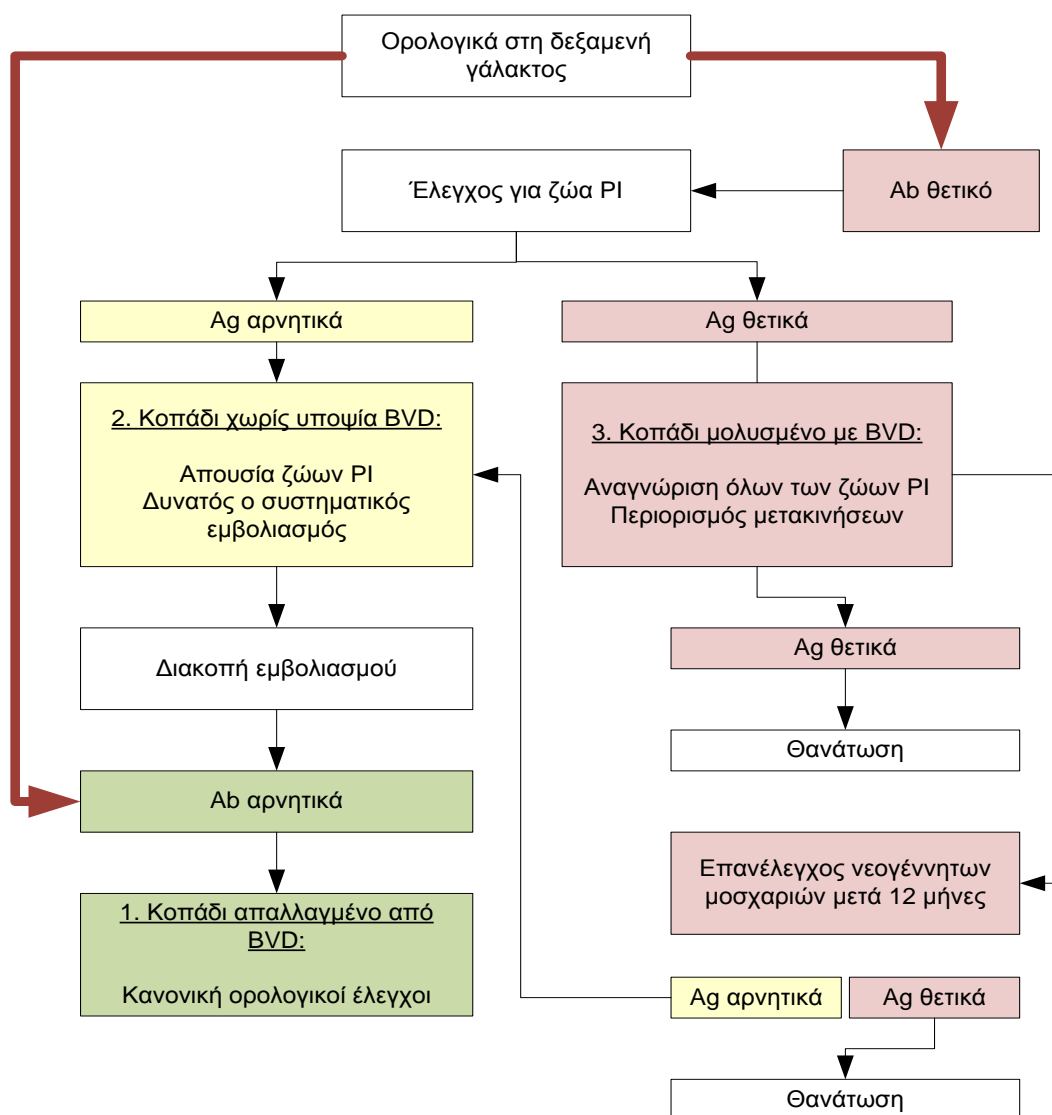 Ορολογικά στη δεξαμενή
γάλακτος
Έλεγχος για ζώα PI
Ab θετικό
Ag αρνητικά
Ag θετικά
2. Κοπάδι χωρίς υποψία BVD:
Απουσία ζώων PI
Δυνατός ο συστηματικός
εμβολιασμός
3. Κοπάδι μολυσμένο με BVD:
Αναγνώριση όλων των ζώων PI
Περιορισμός μετακινήσεων
Διακοπή εμβολιασμού
Ag θετικά
Θανάτωση
Ab αρνητικά
Επανέλεγχος νεογέννητων
μοσχαριών μετά 12 μήνες
1. Κοπάδι απαλλαγμένο από
BVD:
Κανονική ορολογικοί έλεγχοι
Ag αρνητικά
Ag θετικά
Θανάτωση